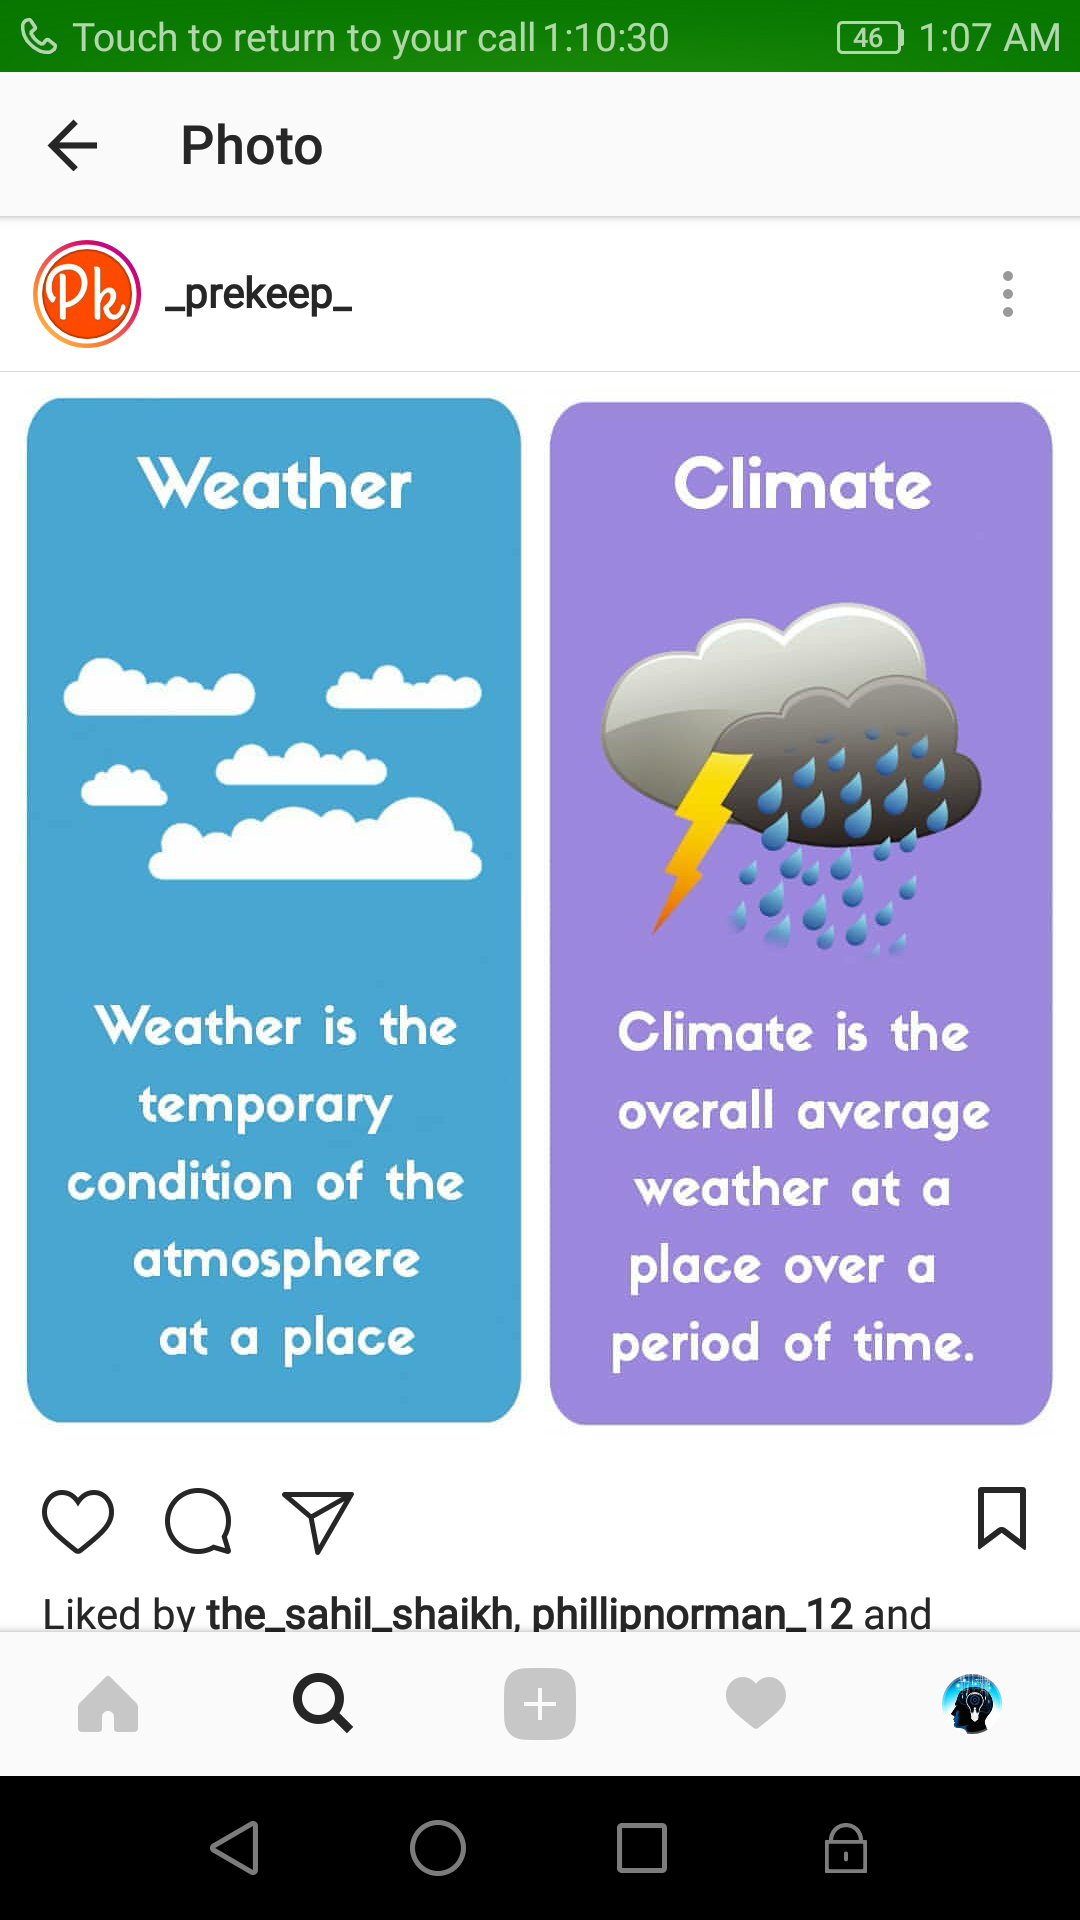 Touch to return to your call 1:10:30 46 1:07 AM
Photo
Pk _prekeep_
Weather
Weather is the
temporary
condition of the
atmosphere
at a place
Climate
Climate is the
overall average
weather at a
place over a
period of time.
Liked by the_sahil_shaikh, phillipnorman_12 and